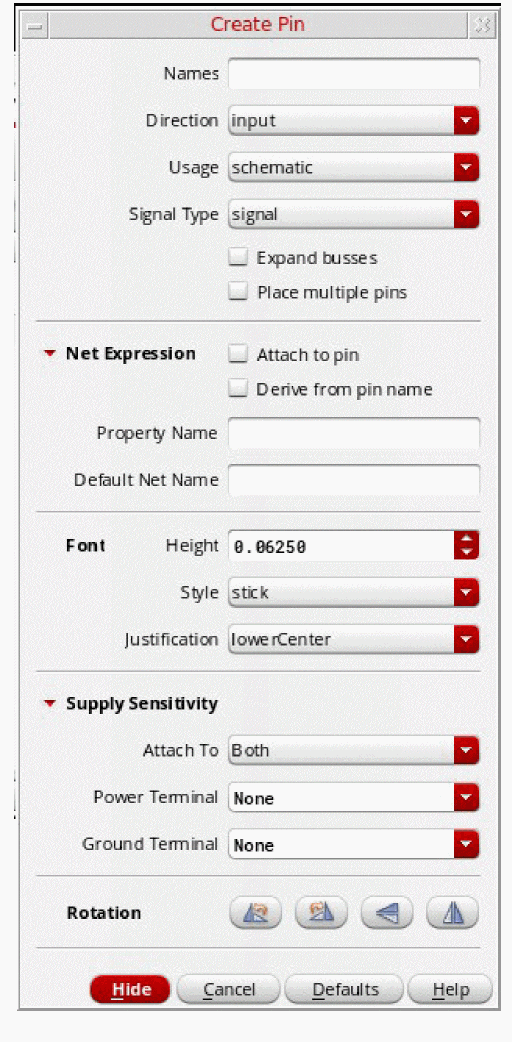 Create Pin
Names
Direction input
Usage schematic
Signal Type signal
Expand busses
Place multiple pins
Net Expression Attach to pin
Derive from pin name
Property Name
Default Net Name
Font Height 0.06250
Style stick
Justification lowerCenter
Supply Sensitivity
Attach To Both
Power Terminal None
Ground Terminal None
Rotation
Hide Cancel Defaults Help